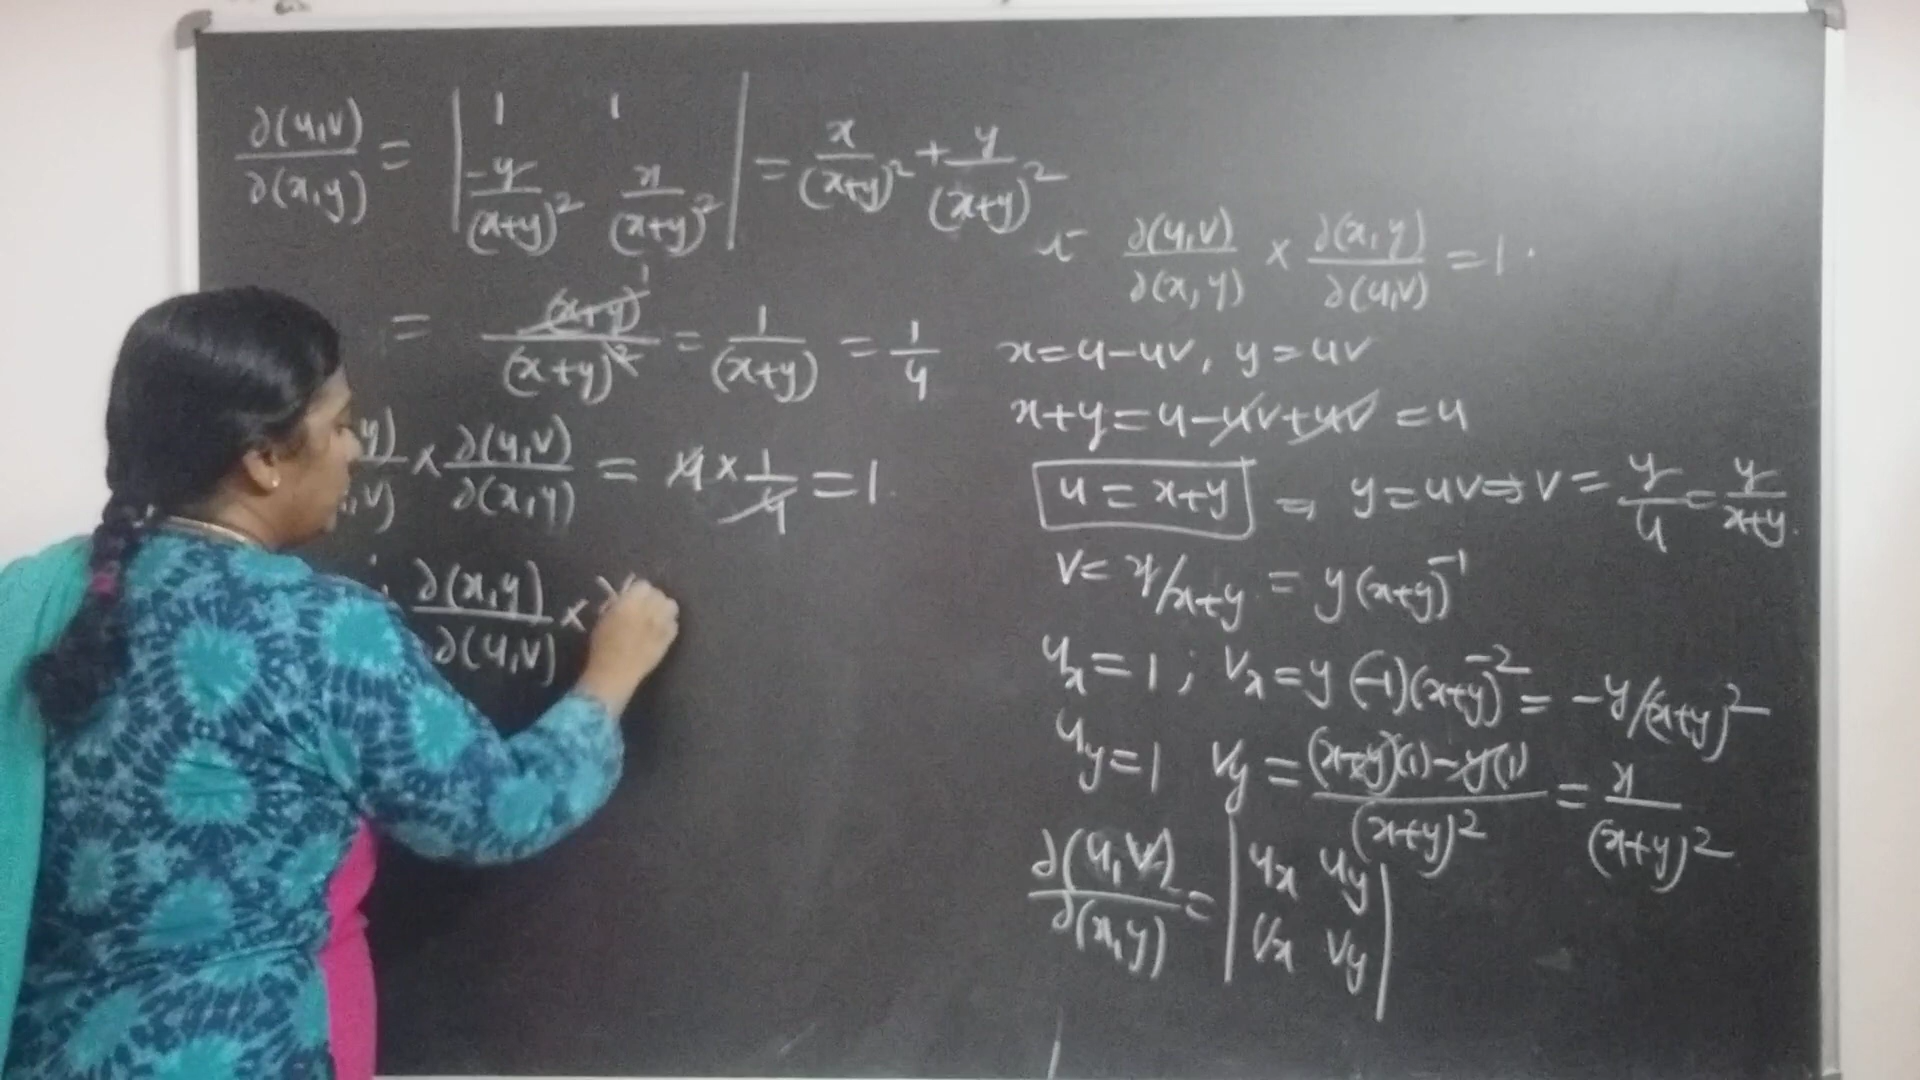 ∂(u,v)/∂(x,y) = | 1 1 ; -y/(x+y)² x/(x+y)² | = x/(x+y)² + y/(x+y)²
= (x+y)/(x+y)² = 1/(x+y) = 1/u
y)/,v) × ∂(u,v)/∂(x,y) = u × 1/u = 1.
∂(x,y)/∂(u,v) ×
∂(u,v)/∂(x,y) × ∂(x,y)/∂(u,v) = 1.
x = u-uv, y = uv
x+y = u-uv+uv = u
u = x+y ⇒ y = uv ⇒ v = y/u = y/x+y.
v = y/x+y = y(x+y)⁻¹
uₓ = 1 ; vₓ = y(-1)(x+y)⁻² = -y/(x+y)²
u_y = 1 v_y = (x+y)(1)-y(1)/(x+y)² = x/(x+y)²
∂(u,v)/∂(x,y) = | uₓ u_y ; vₓ v_y |